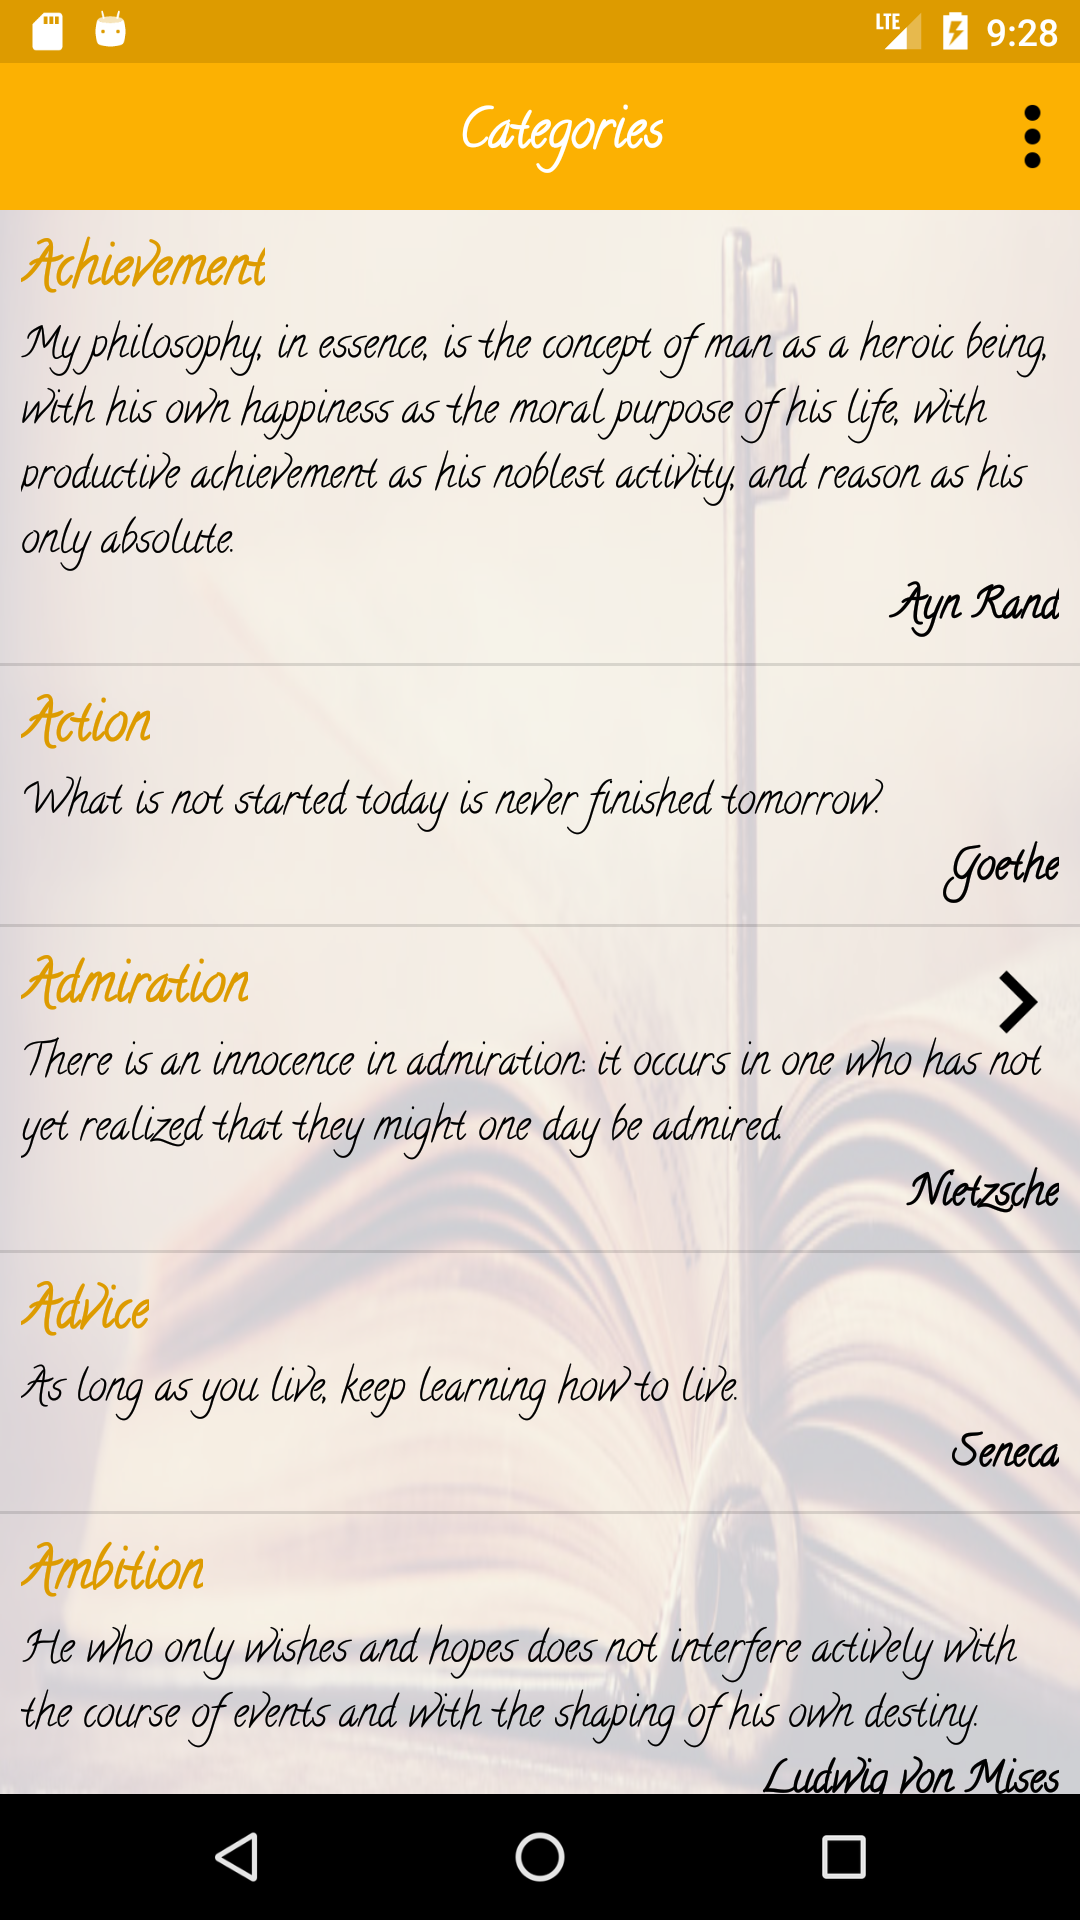 LTE 9:28
Categories
Achievement
My philosophy, in essence, is the concept of man as a heroic being,
with his own happiness as the moral purpose of his life, with
productive achievement as his noblest activity, and reason as his
only absolute.
Ayn Rand
Action
What is not started today is never finished tomorrow.
Goethe
Admiration
There is an innocence in admiration: it occurs in one who has not
yet realized that they might one day be admired.
Nietzsche
Advice
As long as you live, keep learning how to live.
Seneca
Ambition
He who only wishes and hopes does not interfere actively with
the course of events and with the shaping of his own destiny.
Ludwig von Mises